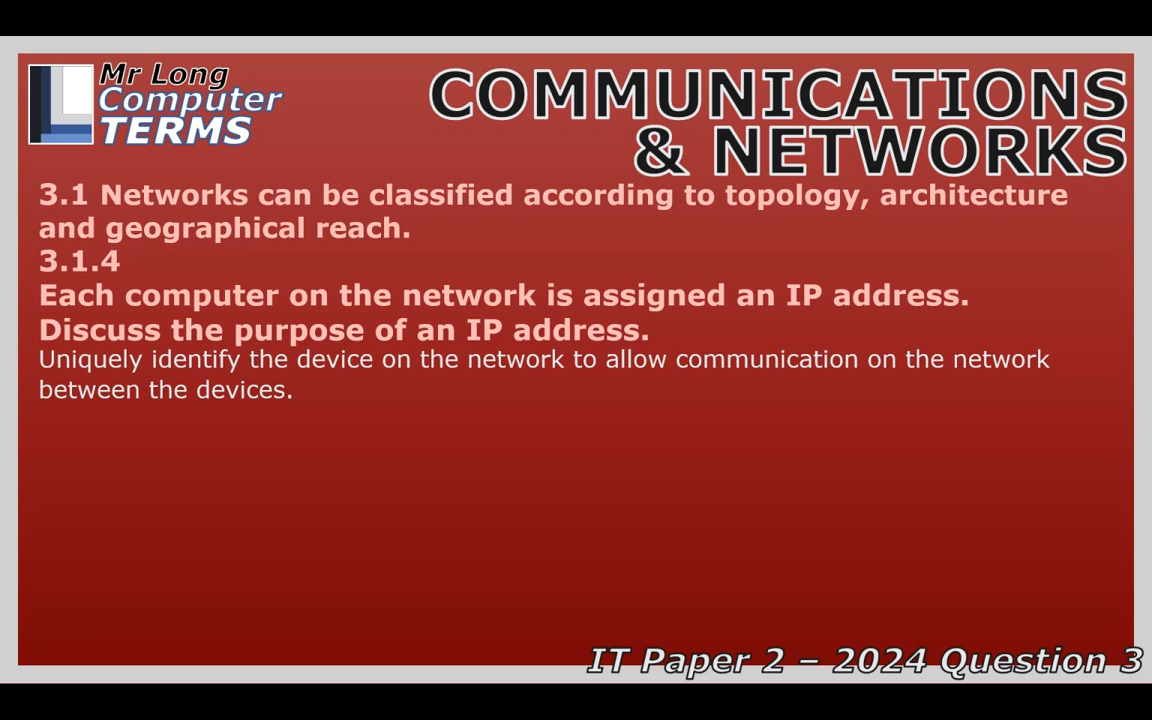 Mr Long
Computer
TERMS
COMMUNICATIONS
& NETWORKS
3.1 Networks can be classified according to topology, architecture
and geographical reach.
3.1.4
Each computer on the network is assigned an IP address.
Discuss the purpose of an IP address.
Uniquely identify the device on the network to allow communication on the network
between the devices.
IT Paper 2 – 2024 Question 3